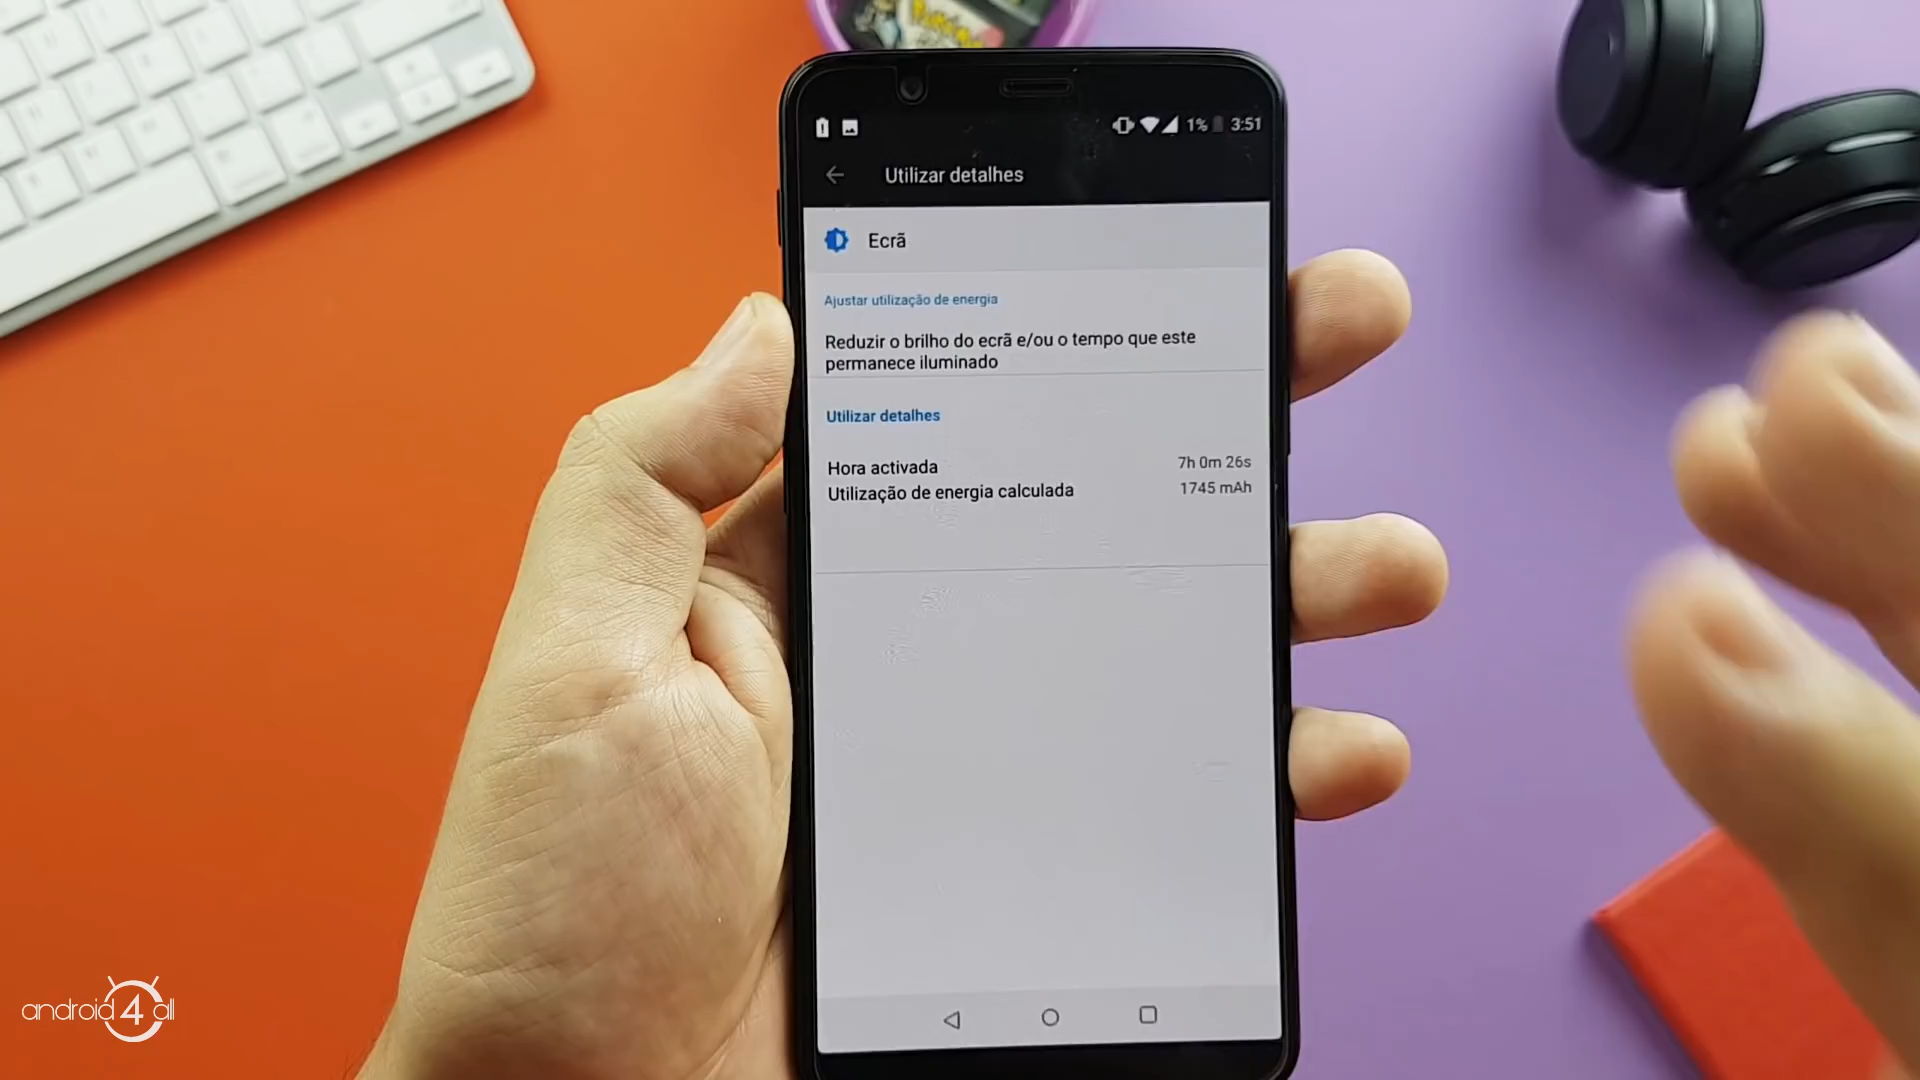 Pokémon
1% 3:51
Utilizar detalhes
Ecrã
Ajustar utilização de energia
Reduzir o brilho do ecrã e/ou o tempo que este
permanece iluminado
Utilizar detalhes
Hora activada 7h 0m 26s
Utilização de energia calculada 1745 mAh
android4all